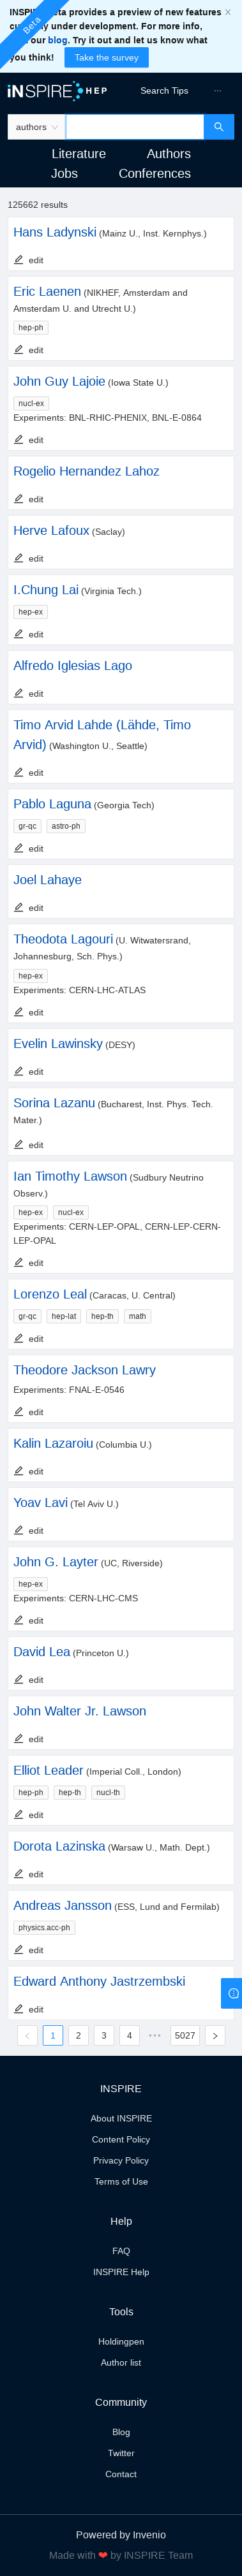 INSPIRE beta provides a preview of new features
currently under development. For more info,
visit our blog. Try it out and let us know what
you think! Take the survey
Beta
INSPIRE HEP
Search Tips
authors
Literature Authors
Jobs Conferences
125662 results
Hans Ladynski (Mainz U., Inst. Kernphys.)
edit
Eric Laenen (NIKHEF, Amsterdam and
Amsterdam U. and Utrecht U.)
hep-ph
edit
John Guy Lajoie (Iowa State U.)
nucl-ex
Experiments: BNL-RHIC-PHENIX, BNL-E-0864
edit
Rogelio Hernandez Lahoz
edit
Herve Lafoux (Saclay)
edit
I.Chung Lai (Virginia Tech.)
hep-ex
edit
Alfredo Iglesias Lago
edit
Timo Arvid Lahde (Lähde, Timo
Arvid) (Washington U., Seattle)
edit
Pablo Laguna (Georgia Tech)
gr-qc astro-ph
edit
Joel Lahaye
edit
Theodota Lagouri (U. Witwatersrand,
Johannesburg, Sch. Phys.)
hep-ex
Experiments: CERN-LHC-ATLAS
edit
Evelin Lawinsky (DESY)
edit
Sorina Lazanu (Bucharest, Inst. Phys. Tech.
Mater.)
edit
Ian Timothy Lawson (Sudbury Neutrino
Observ.)
hep-ex nucl-ex
Experiments: CERN-LEP-OPAL, CERN-LEP-CERN-
LEP-OPAL
edit
Lorenzo Leal (Caracas, U. Central)
gr-qc hep-lat hep-th math
edit
Theodore Jackson Lawry
Experiments: FNAL-E-0546
edit
Kalin Lazaroiu (Columbia U.)
edit
Yoav Lavi (Tel Aviv U.)
edit
John G. Layter (UC, Riverside)
hep-ex
Experiments: CERN-LHC-CMS
edit
David Lea (Princeton U.)
edit
John Walter Jr. Lawson
edit
Elliot Leader (Imperial Coll., London)
hep-ph hep-th nucl-th
edit
Dorota Lazinska (Warsaw U., Math. Dept.)
edit
Andreas Jansson (ESS, Lund and Fermilab)
physics.acc-ph
edit
Edward Anthony Jastrzembski
edit
1 2 3 4 ••• 5027
INSPIRE
About INSPIRE
Content Policy
Privacy Policy
Terms of Use
Help
FAQ
INSPIRE Help
Tools
Holdingpen
Author list
Community
Blog
Twitter
Contact
Powered by Invenio
Made with ❤ by INSPIRE Team